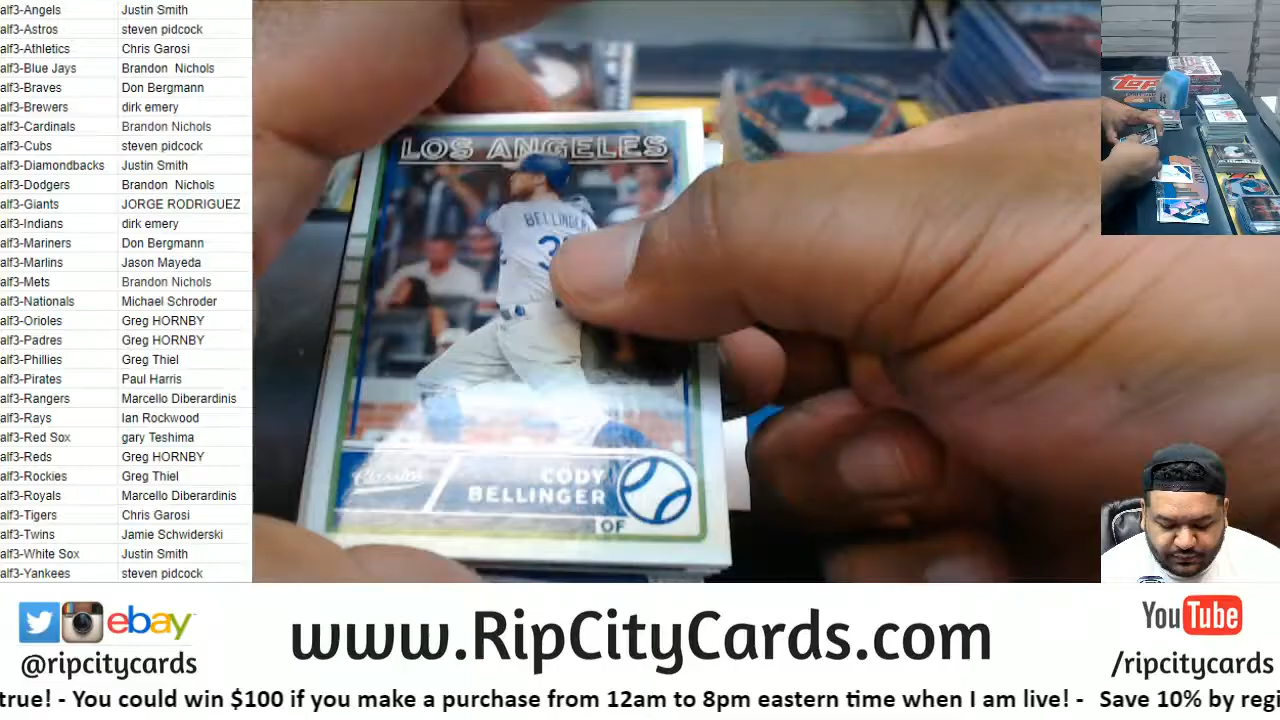 alf3-Angels Justin Smith
alf3-Astros steven pidcock
alf3-Athletics Chris Garosi
alf3-Blue Jays Brandon Nichols
alf3-Braves Don Bergmann
alf3-Brewers dirk emery
alf3-Cardinals Brandon Nichols
alf3-Cubs steven pidcock
alf3-Diamondbacks Justin Smith
alf3-Dodgers Brandon Nichols
alf3-Giants JORGE RODRIGUEZ
alf3-Indians dirk emery
alf3-Mariners Don Bergmann
alf3-Marlins Jason Mayeda
alf3-Mets Brandon Nichols
alf3-Nationals Michael Schroder
alf3-Orioles Greg HORNBY
alf3-Padres Greg HORNBY
alf3-Phillies Greg Thiel
alf3-Pirates Paul Harris
alf3-Rangers Marcello Diberardinis
alf3-Rays Ian Rockwood
alf3-Red Sox gary Teshima
alf3-Reds Greg HORNBY
alf3-Rockies Greg Thiel
alf3-Royals Marcello Diberardinis
alf3-Tigers Chris Garosi
alf3-Twins Jamie Schwiderski
alf3-White Sox Justin Smith
alf3-Yankees steven pidcock
LOS ANGELES
BELLINGER
Classics
CODY
BELLINGER
OF
Topps
ebay
@ripcitycards
www.RipCityCards.com
YouTube
/ripcitycards
true! - You could win $100 if you make a purchase from 12am to 8pm eastern time when I am live! - Save 10% by regi